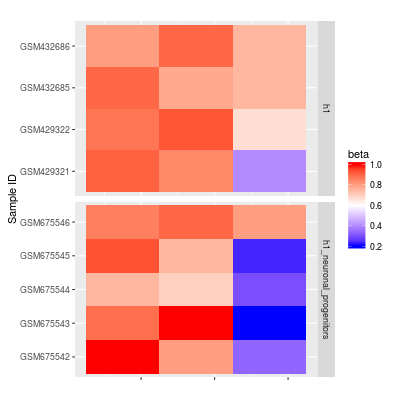 Sample ID
GSM432686
GSM432685
GSM429322
GSM429321
h1
GSM675546
GSM675545
GSM675544
GSM675543
GSM675542
h1_neuronal_progenitors
beta
1.0
0.8
0.6
0.4
0.2